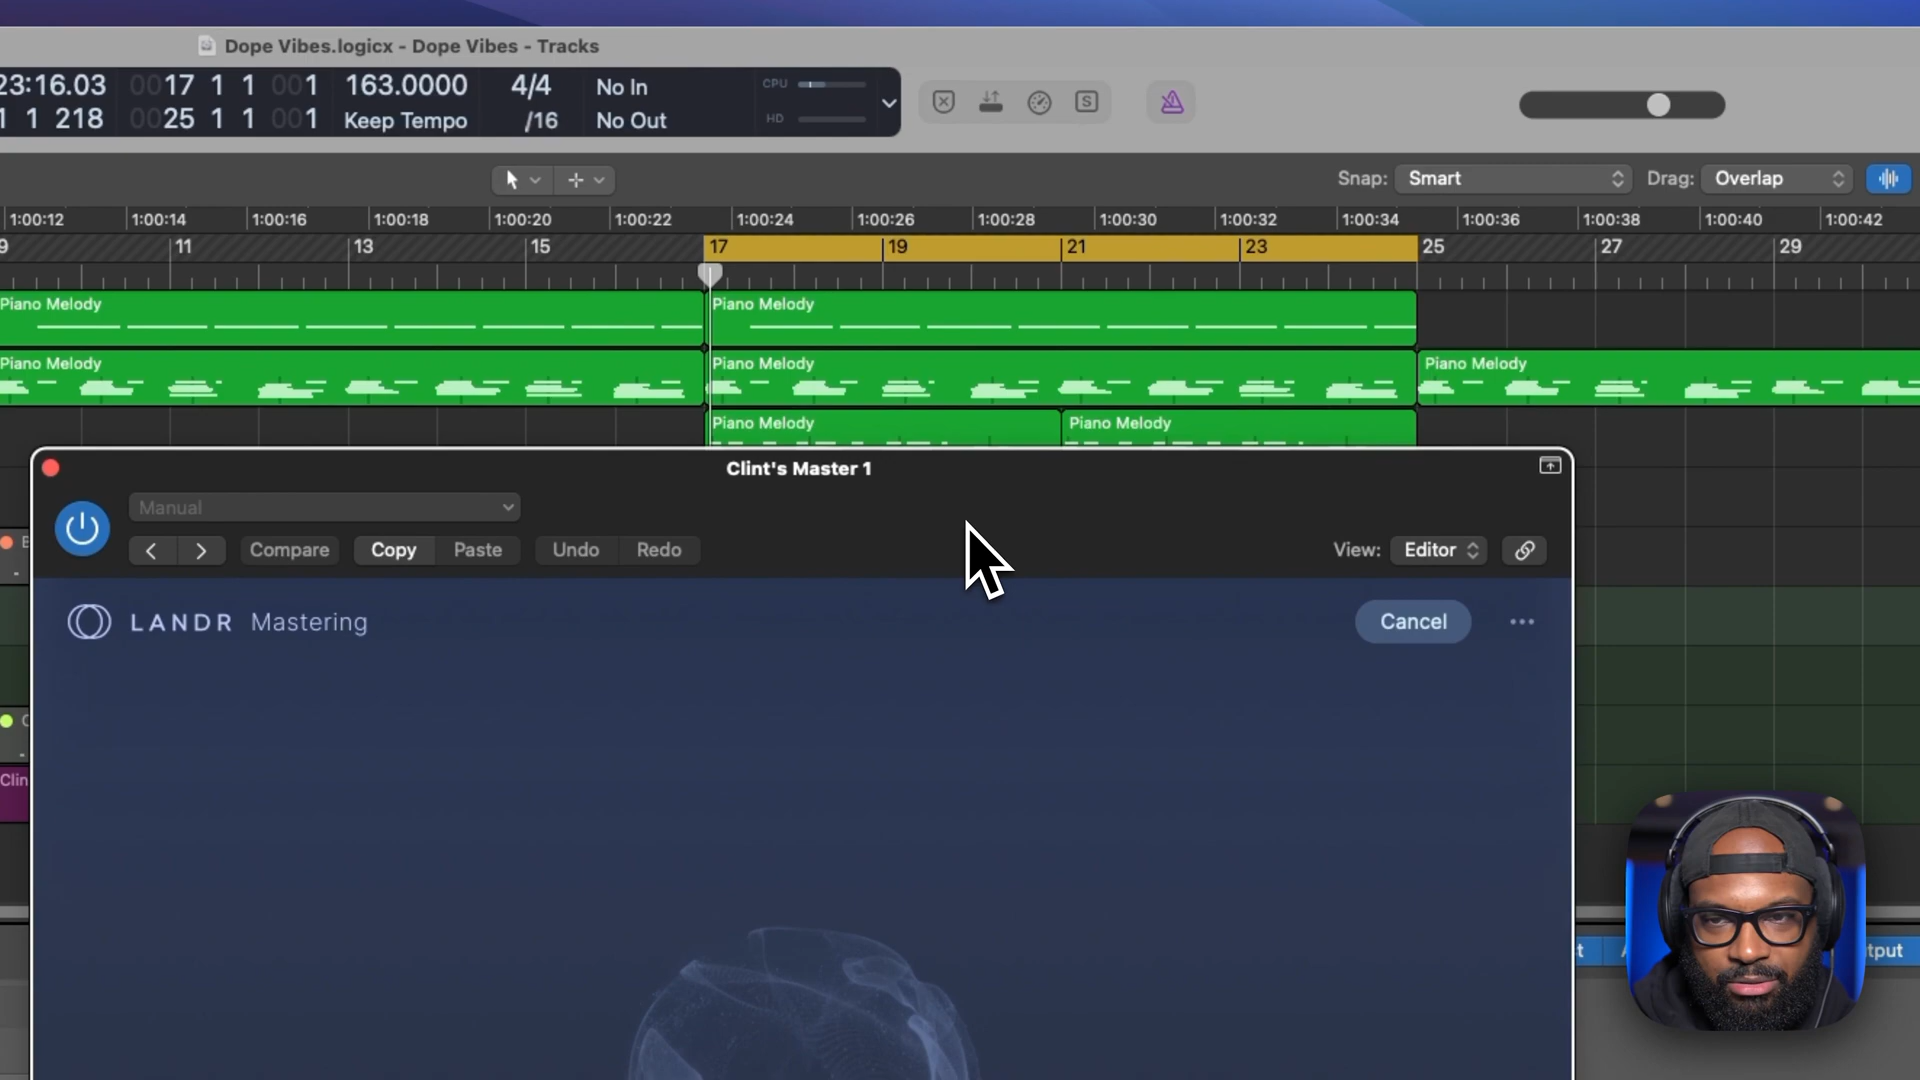 Dope Vibes.logicx - Dope Vibes - Tracks
23:16.03 0017 1 1 001 163.0000 4/4 No In CPU
1 1 218 0025 1 1 001 Keep Tempo /16 No Out HD
S
Snap: Smart Drag: Overlap
1:00:12 1:00:14 1:00:16 1:00:18 1:00:20 1:00:22 1:00:24 1:00:26 1:00:28 1:00:30 1:00:32 1:00:34 1:00:36 1:00:38 1:00:40 1:00:42
9 11 13 15 17 19 21 23 25 27 29
Piano Melody Piano Melody
Piano Melody Piano Melody Piano Melody
Piano Melody Piano Melody
Clint's Master 1
Manual
Compare Copy Paste Undo Redo View: Editor
LANDR Mastering Cancel
Clin